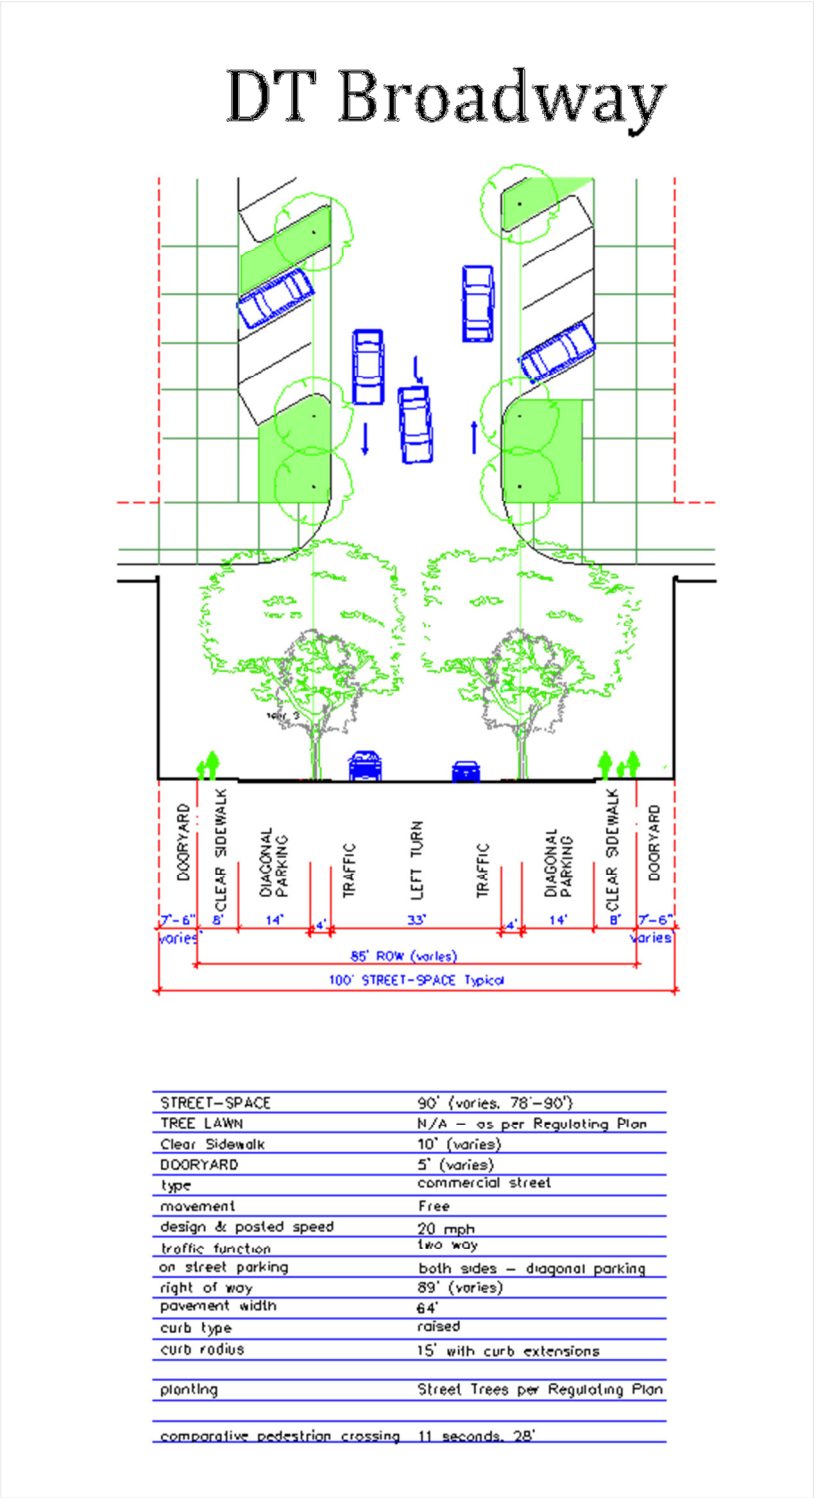 DT Broadway
DOORYARD
CLEAR SIDEWALK
DIAGONAL
PARKING
TRAFFIC
LEFT TURN
TRAFFIC
DIAGONAL
PARKING
CLEAR SIDEWALK
DOORYARD
7'-6" 8' 14' 4' 33' 4' 14' 8' 7'-6"
varies varies
85' ROW (varies)
100' STREET-SPACE Typical
STREET-SPACE 90' (varies, 78'-90')
TREE LAWN N/A - as per Regulating Plan
Clear Sidewalk 10' (varies)
DOORYARD 5' (varies)
type commercial street
movement Free
design & posted speed 20 mph
traffic function two way
on street parking both sides - diagonal parking
right of way 89' (varies)
pavement width 64'
curb type raised
curb radius 15' with curb extensions
planting Street Trees per Regulating Plan
comparative pedestrian crossing 11 seconds, 28'